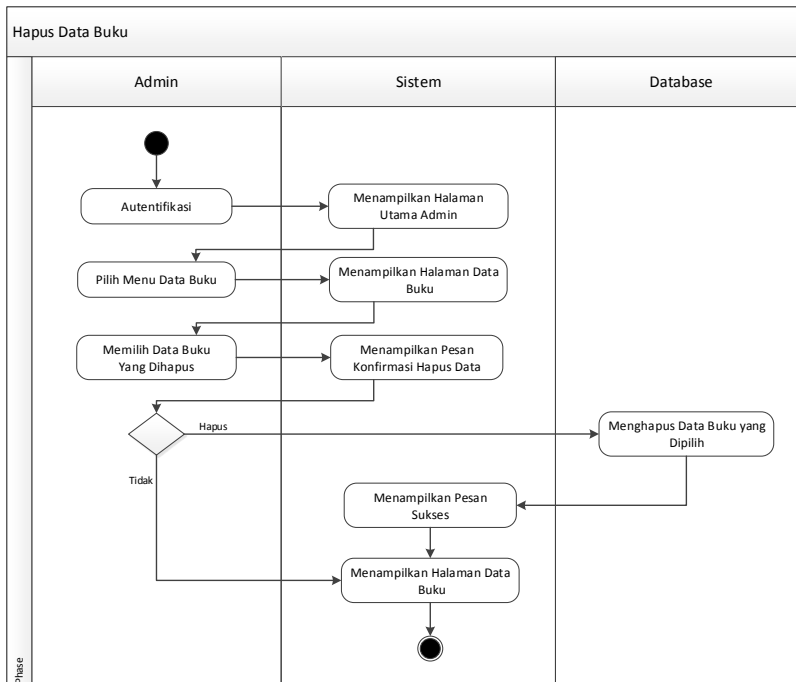 Hapus Data Buku
Admin
Sistem
Database
Autentifikasi
Menampilkan Halaman
Utama Admin
Pilih Menu Data Buku
Menampilkan Halaman Data
Buku
Memilih Data Buku
Yang Dihapus
Menampilkan Pesan
Konfirmasi Hapus Data
Hapus
Menghapus Data Buku yang
Dipilih
Tidak
Menampilkan Pesan
Sukses
Menampilkan Halaman Data
Buku
Phase